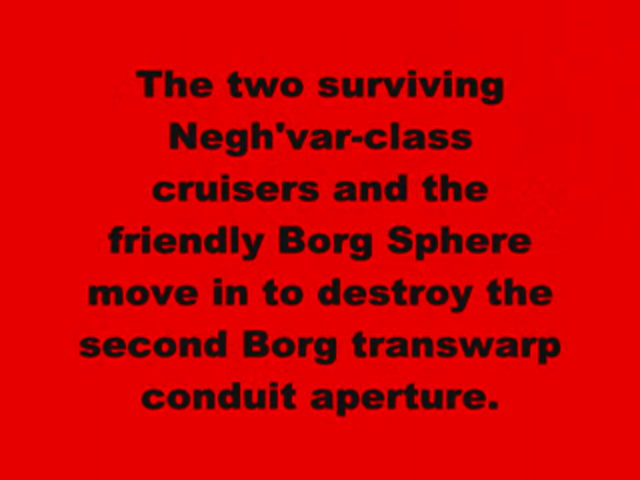 The two surviving
Negh'var-class
cruisers and the
friendly Borg Sphere
move in to destroy the
second Borg transwarp
conduit aperture.